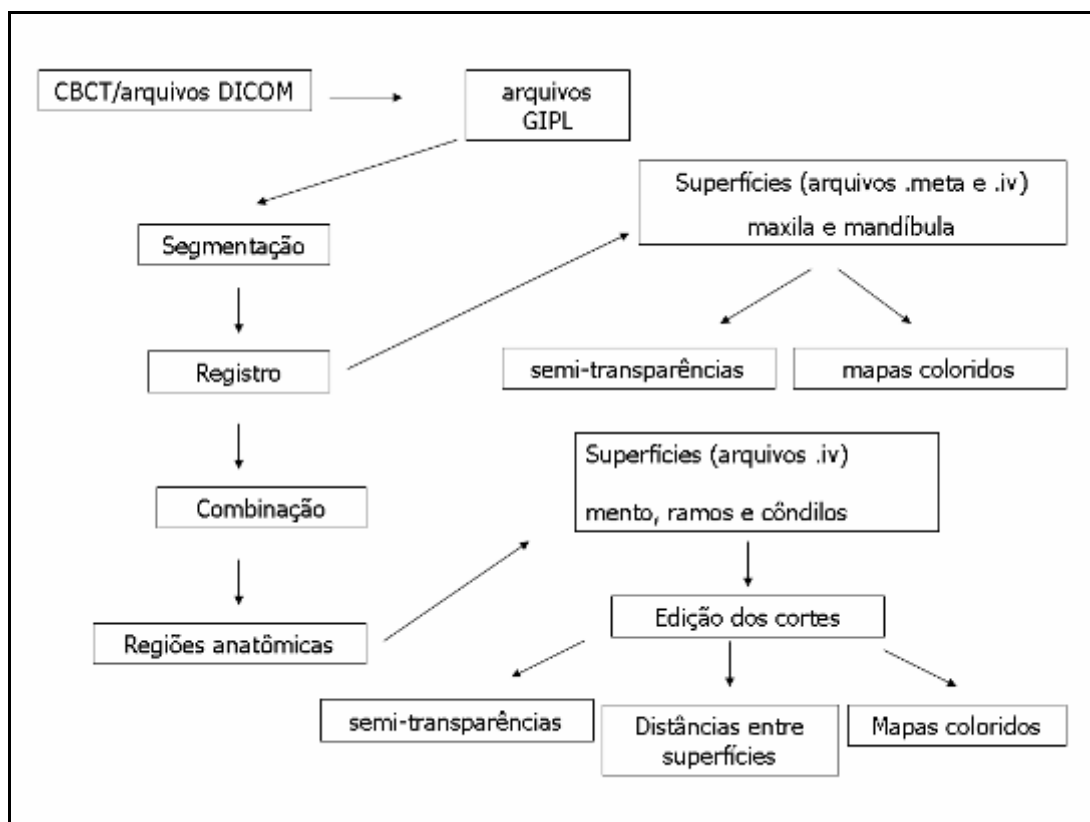 CBCT/arquivos DICOM
arquivos
GIPL
Superfícies (arquivos .meta e .iv)
maxila e mandíbula
Segmentação
Registro
semi-transparências
mapas coloridos
Superfícies (arquivos .iv)
mento, ramos e côndilos
Combinação
Edição dos cortes
Regiões anatômicas
semi-transparências
Distâncias entre
superfícies
Mapas coloridos